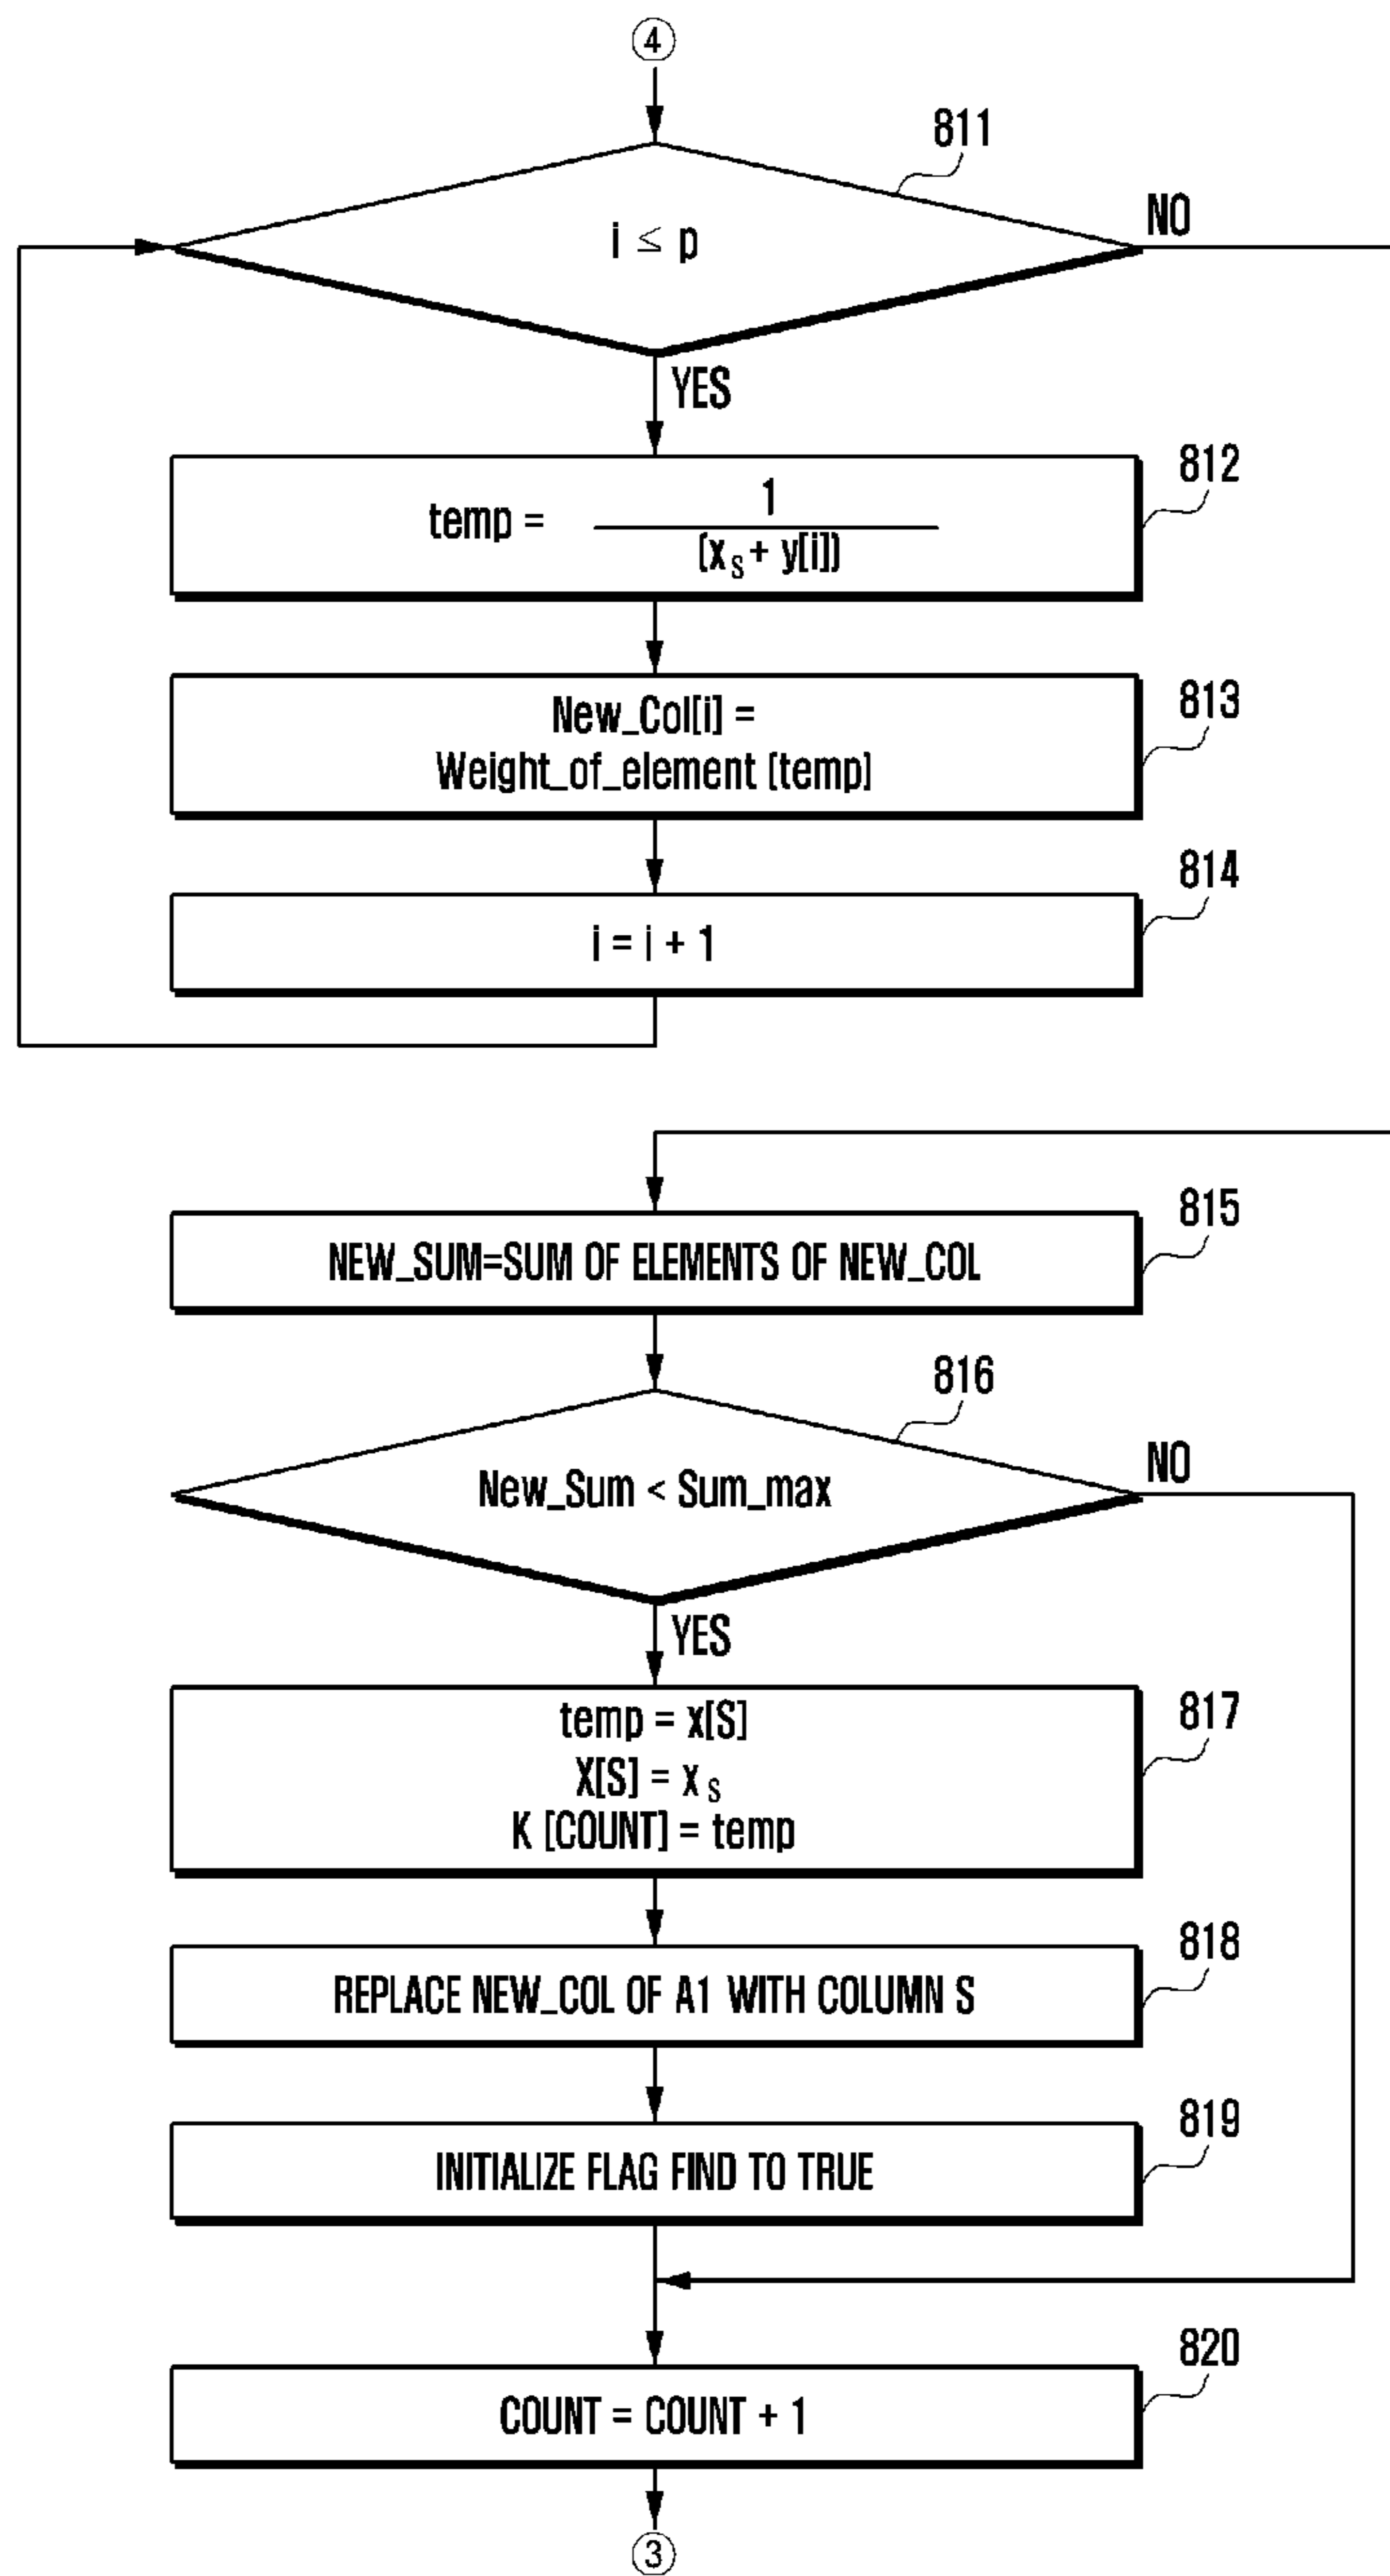 ④
811
i ≤ p
NO
YES
812
temp = 1
(xS + y[i])
813
New_Col[i] =
Weight_of_element [temp]
814
i = i + 1
815
NEW_SUM=SUM OF ELEMENTS OF NEW_COL
816
New_Sum < Sum_max
NO
YES
817
temp = x[S]
X[S] = xS
K [COUNT] = temp
818
REPLACE NEW_COL OF A1 WITH COLUMN S
819
INITIALIZE FLAG FIND TO TRUE
820
COUNT = COUNT + 1
③